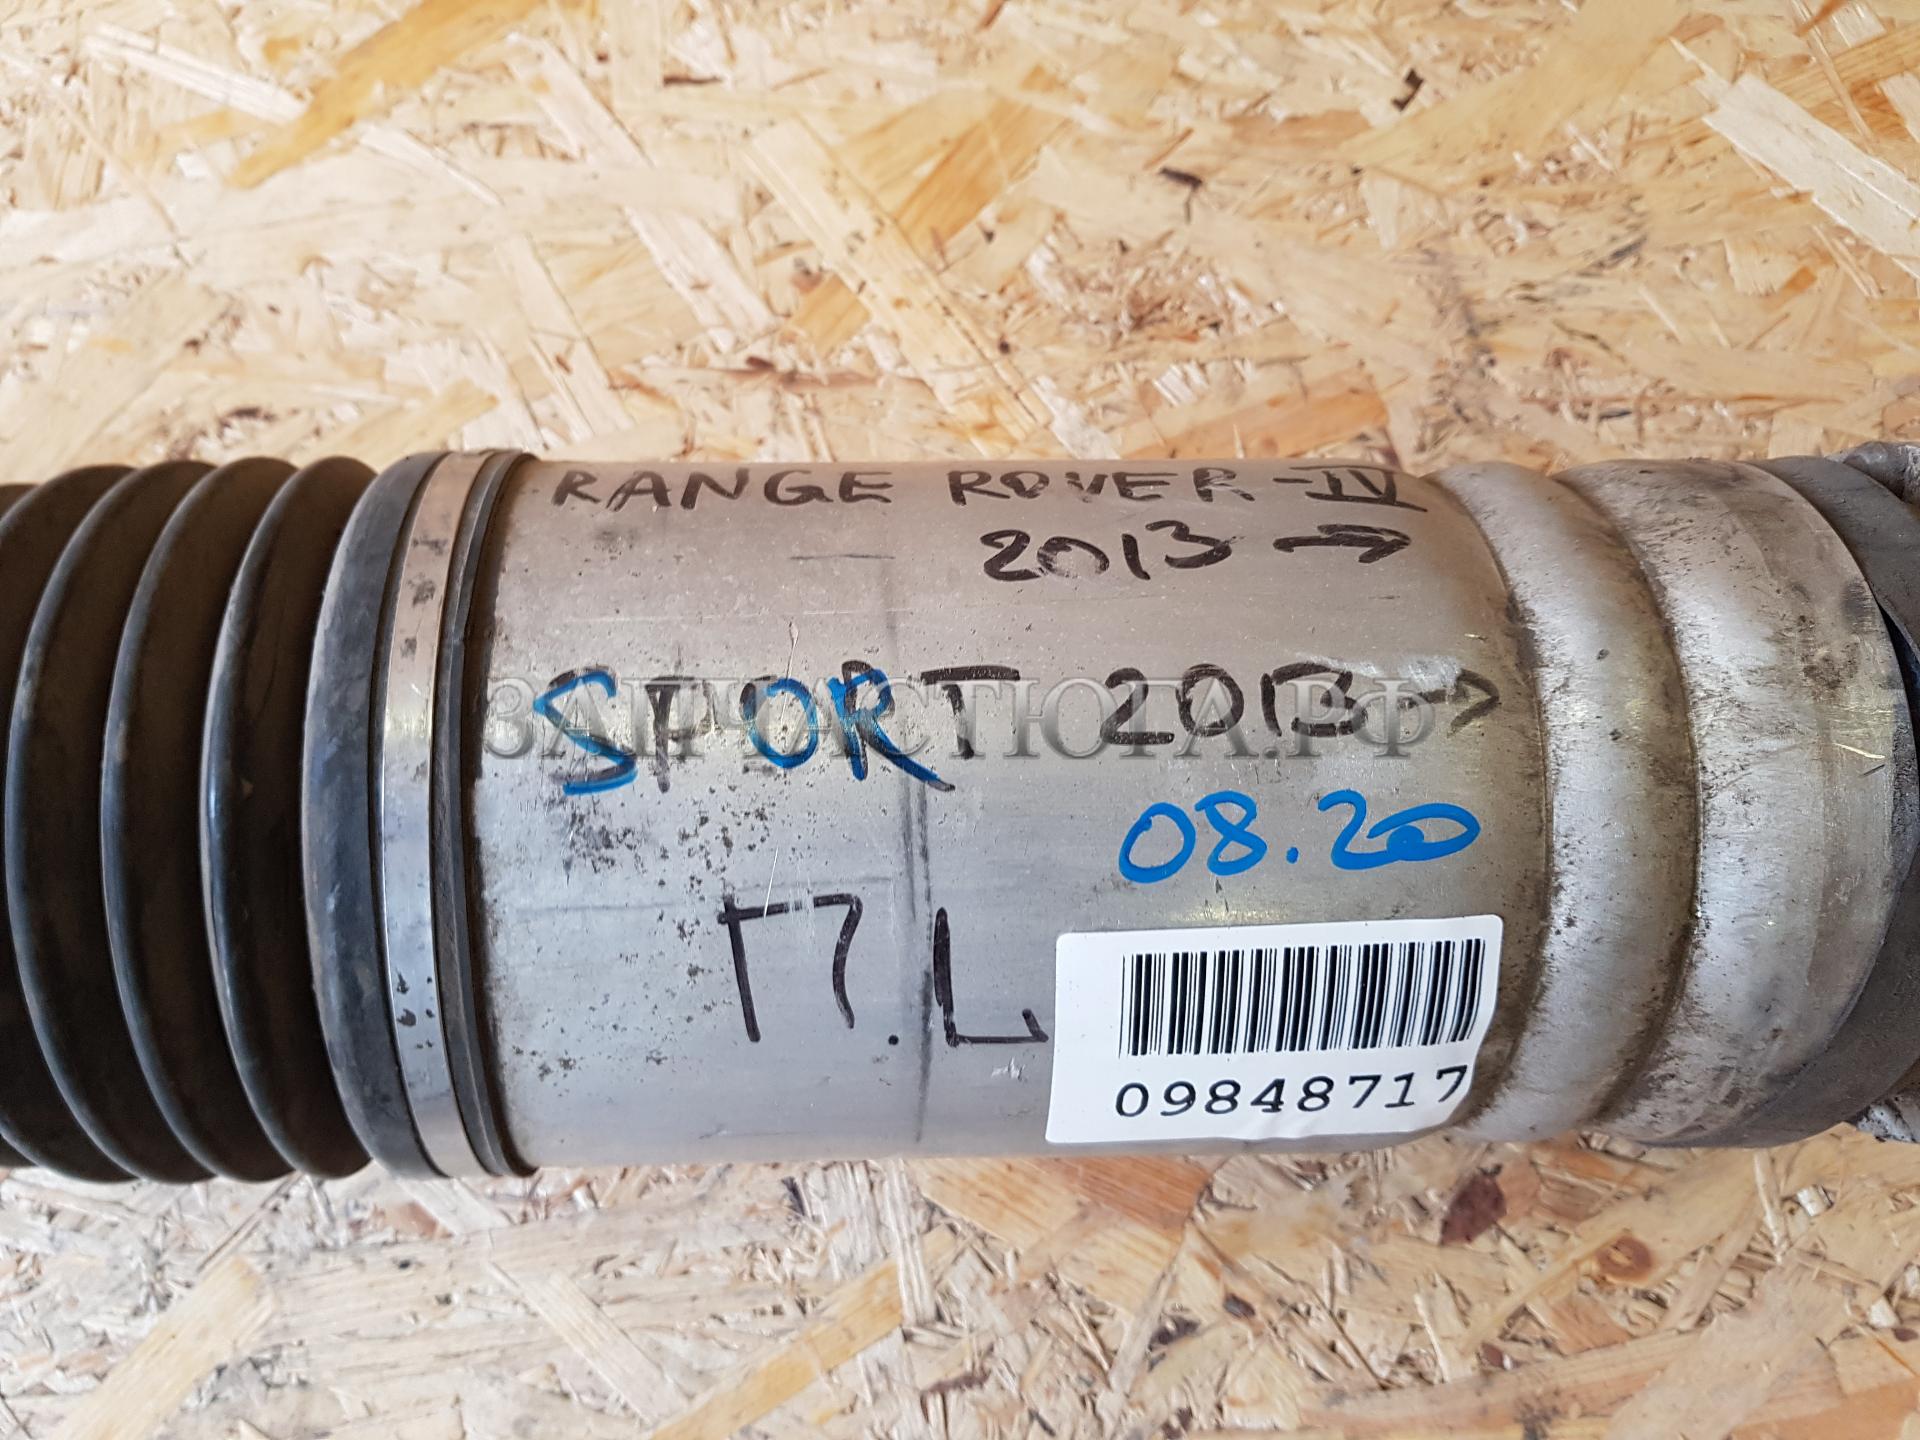 RANGE ROVER-IV
2013→
SPORT 2013→
ЗАПЧАСТЮГА.РФ
08.20
П.L
09848717